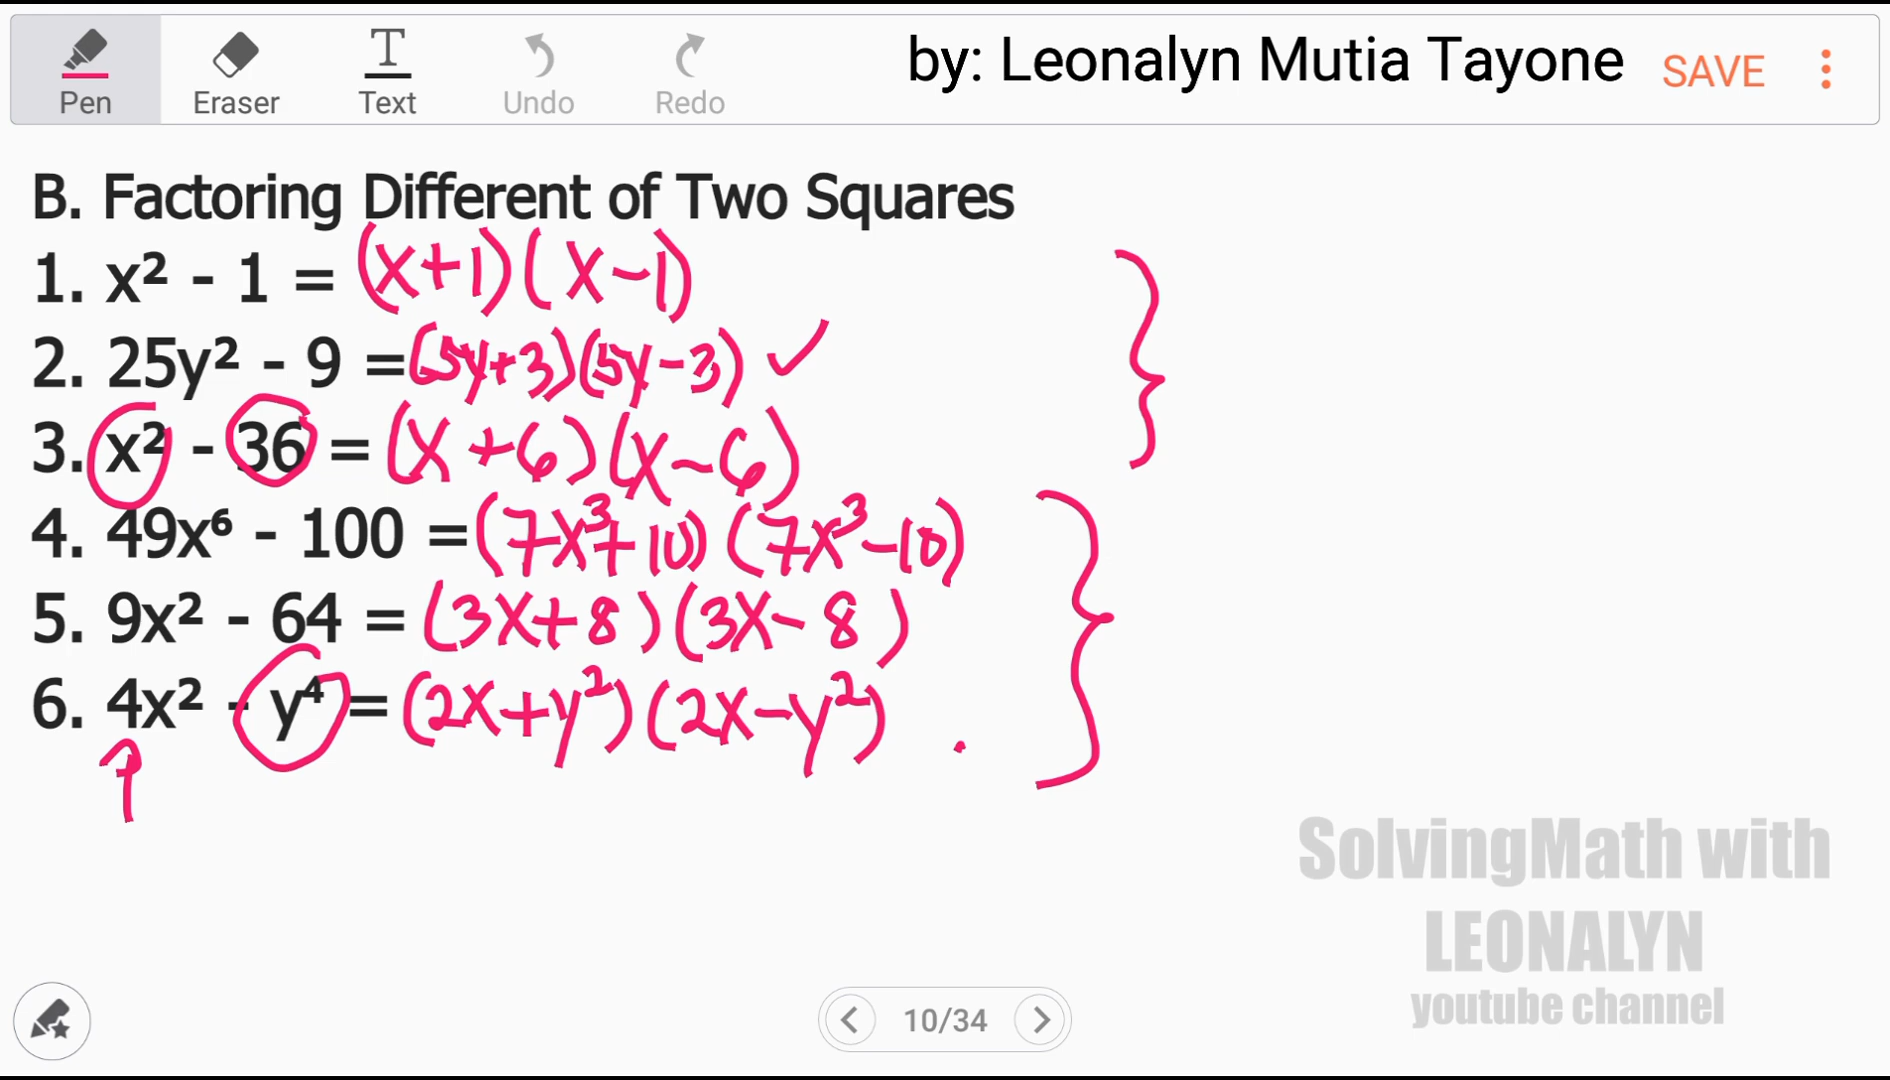 by: Leonalyn Mutia Tayone SAVE
Pen Eraser Text Undo Redo
B. Factoring Different of Two Squares
1. x² - 1 = (x+1)(x-1)
2. 25y² - 9 = (5y+3)(5y-3) ✓
3. x² - 36 = (x+6)(x-6)
4. 49x⁶ - 100 = (7x³+10)(7x³-10)
5. 9x² - 64 = (3x+8)(3x-8)
6. 4x² - y⁴ = (2x+y²)(2x-y²).
SolvingMath with
LEONALYN
youtube channel
10/34